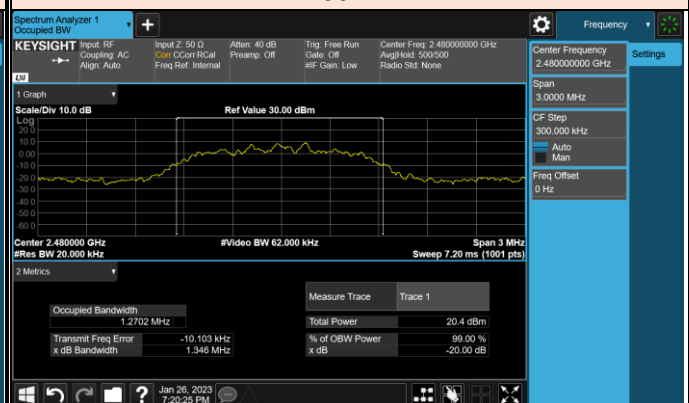 Spectrum Analyzer 1
Occupied BW
Frequency
KEYSIGHT
Input: RF
Coupling: AC
Align: Auto
Input Z: 50 Ω
Corr CCorr RCal
Freq Ref: Internal
Atten: 40 dB
Preamp: Off
Trig: Free Run
Gate: Off
#IF Gain: Low
Center Freq: 2.480000000 GHz
Avg|Hold: 500/500
Radio Std: None
LXI
Center Frequency
2.480000000 GHz
Settings
Span
3.0000 MHz
CF Step
300.000 kHz
Auto
Man
Freq Offset
0 Hz
1 Graph
Scale/Div 10.0 dB
Ref Value 30.00 dBm
Log
20.0
10.0
0.00
-10.0
-20.0
-30.0
-40.0
-50.0
-60.0
Center 2.480000 GHz
#Video BW 62.000 kHz
Span 3 MHz
#Res BW 20.000 kHz
Sweep 7.20 ms (1001 pts)
2 Metrics
Measure Trace
Trace 1
Occupied Bandwidth
1.2702 MHz
Total Power
20.4 dBm
Transmit Freq Error
-10.103 kHz
% of OBW Power
99.00 %
x dB Bandwidth
1.346 MHz
x dB
-20.00 dB
Jan 26, 2023
7:20:25 PM